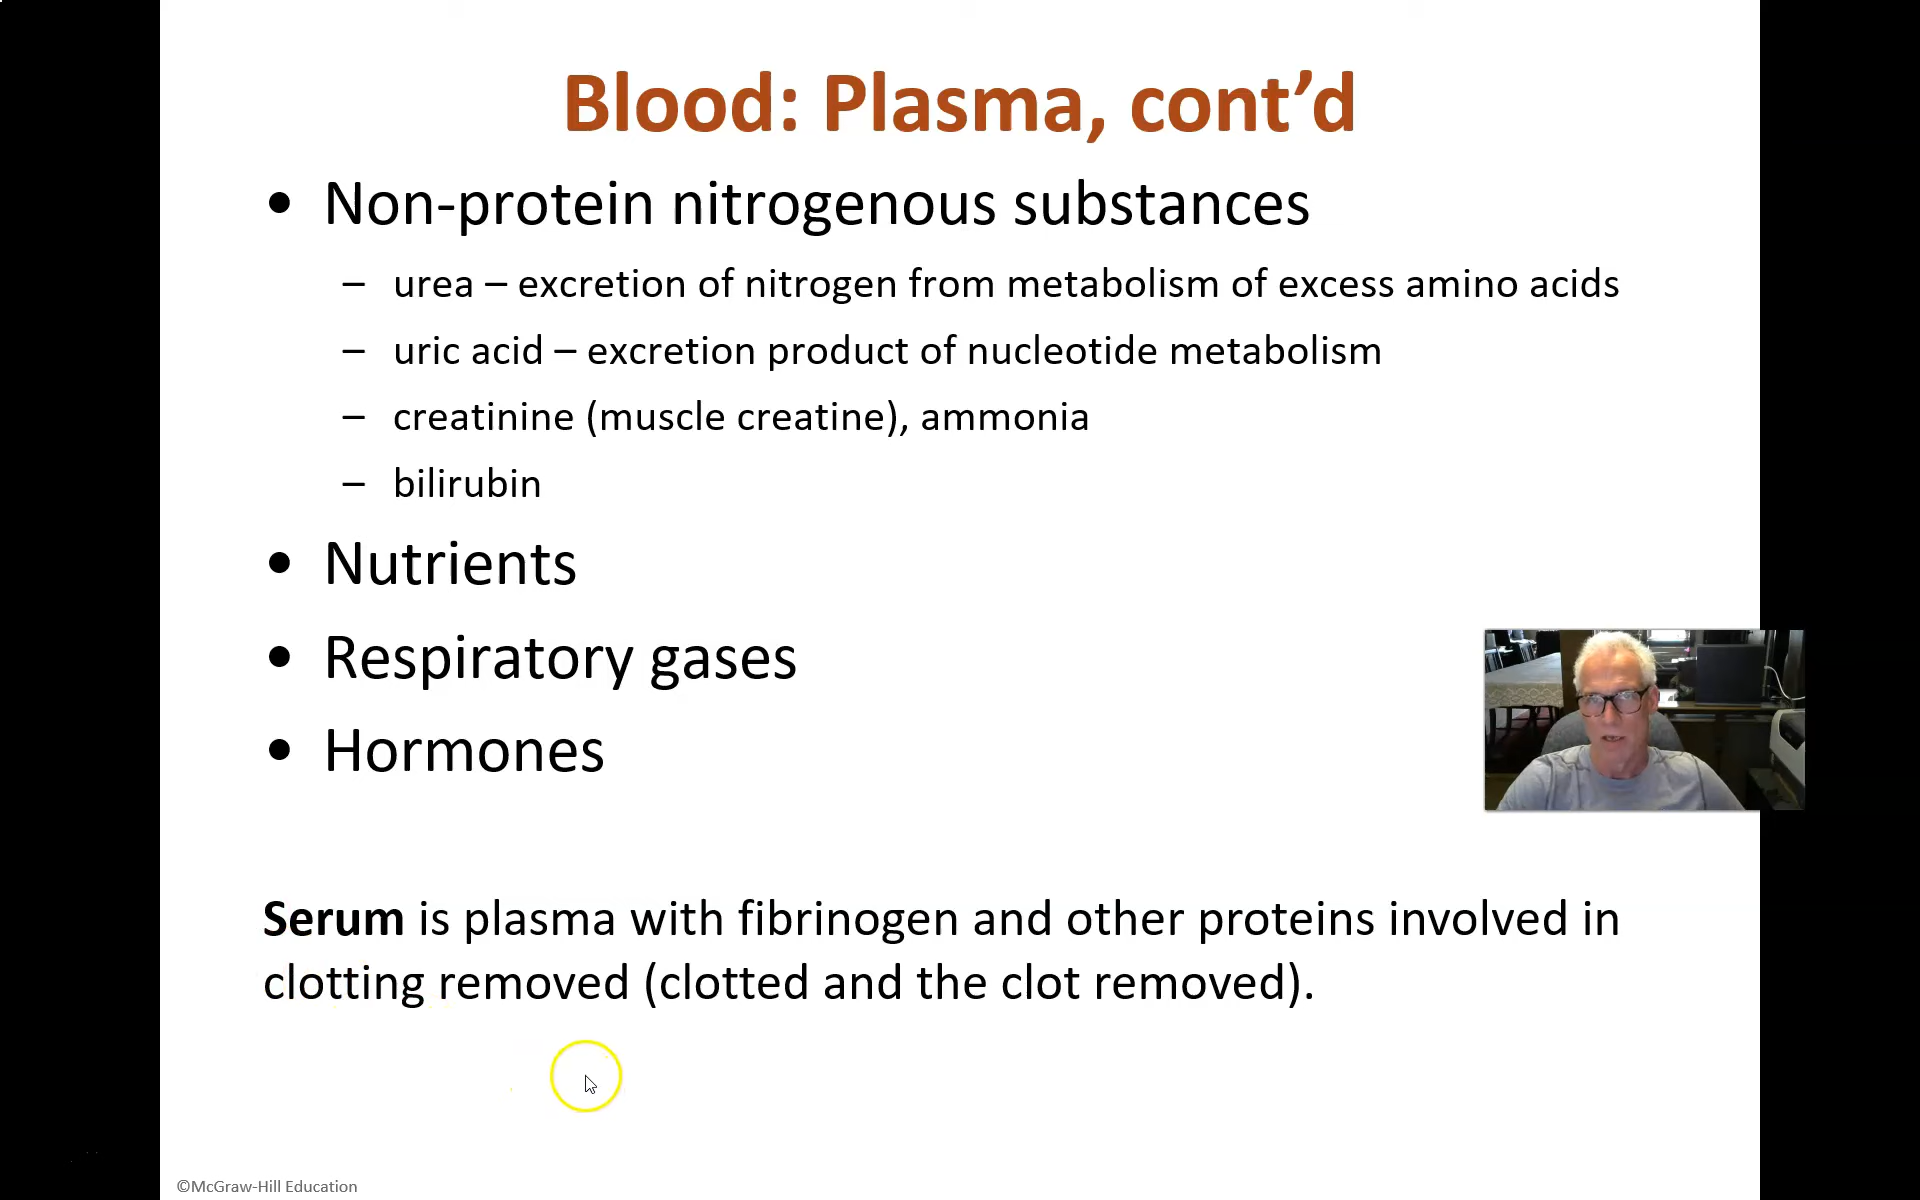 Blood: Plasma, cont’d
• Non-protein nitrogenous substances
– urea – excretion of nitrogen from metabolism of excess amino acids
– uric acid – excretion product of nucleotide metabolism
– creatinine (muscle creatine), ammonia
– bilirubin
• Nutrients
• Respiratory gases
• Hormones
Serum is plasma with fibrinogen and other proteins involved in
clotting removed (clotted and the clot removed).
©McGraw-Hill Education